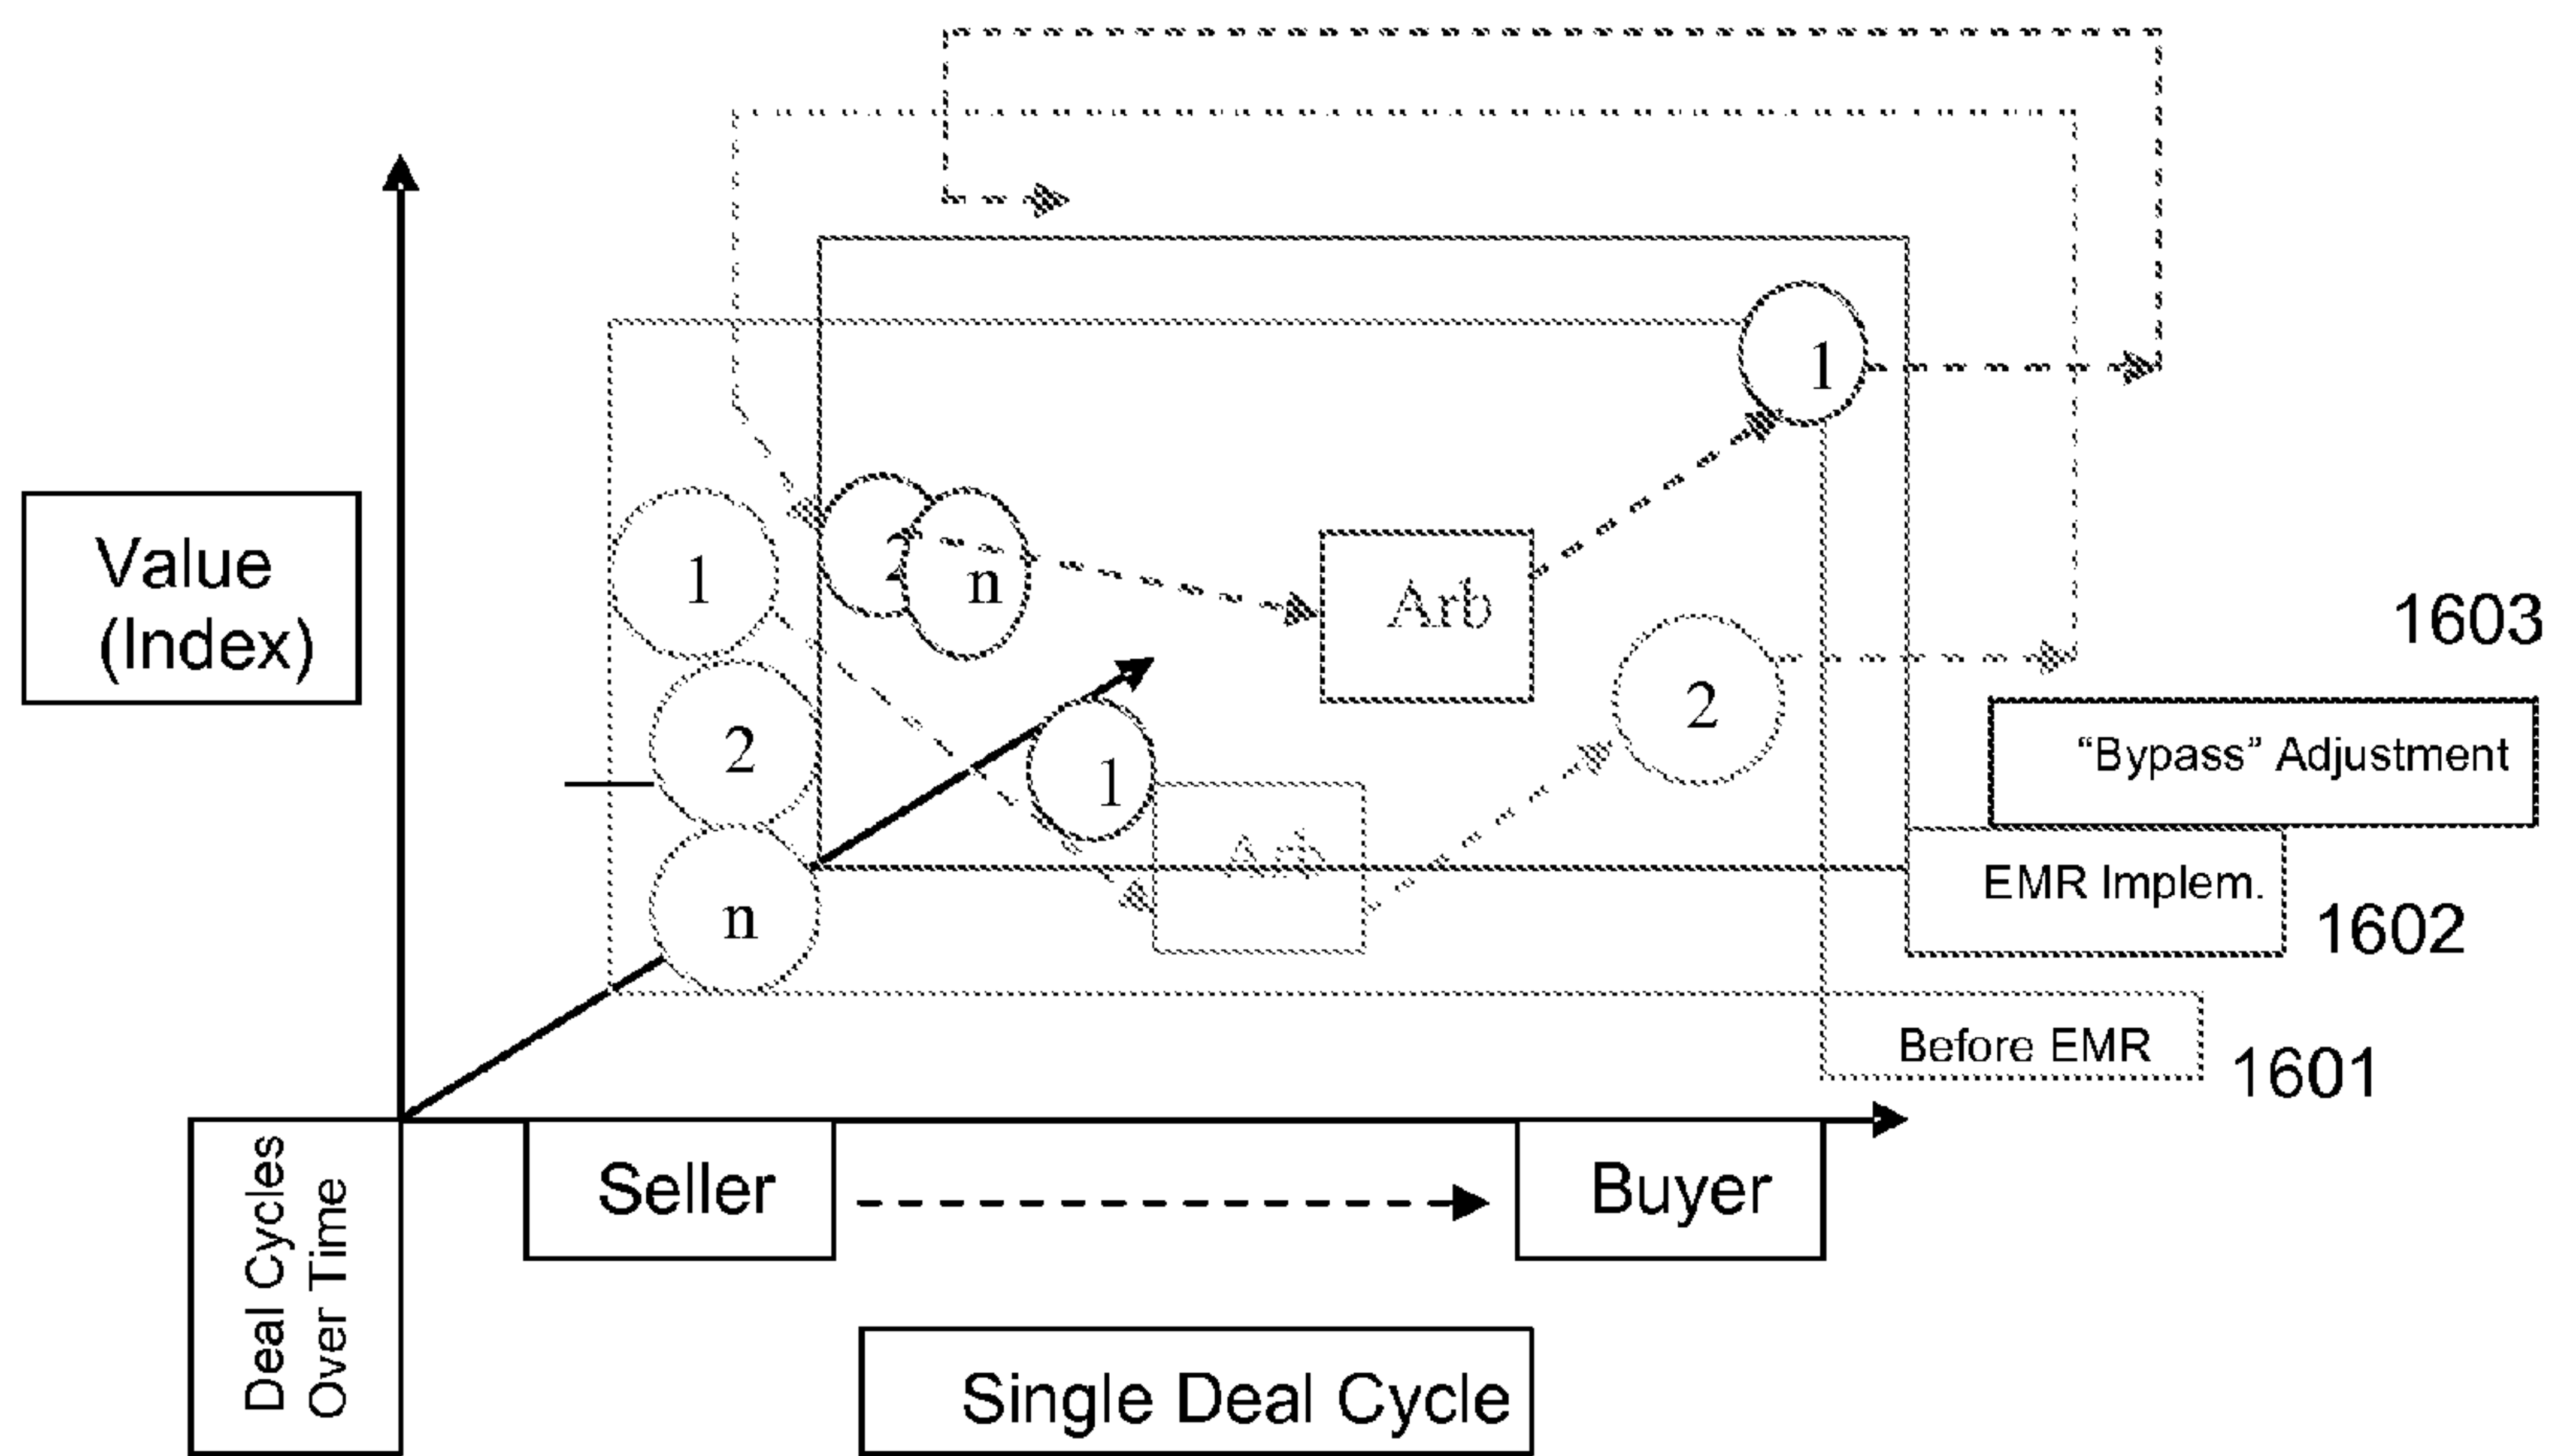 1
2
n
1
Arb
Value
(Index)
1603
2
2
“Bypass” Adjustment
1
Arb
EMR Implem.
n
1602
Before EMR
1601
Seller
Buyer
Deal Cycles
Over Time
Single Deal Cycle